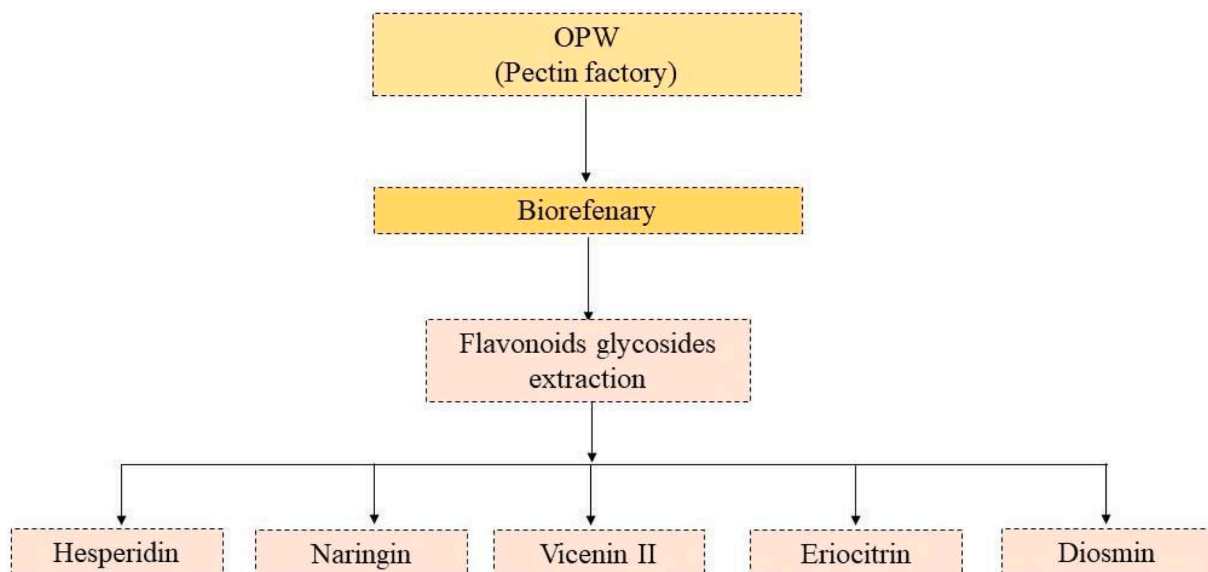 OPW
(Pectin factory)
Biorefenary
Flavonoids glycosides
extraction
Hesperidin
Naringin
Vicenin II
Eriocitrin
Diosmin